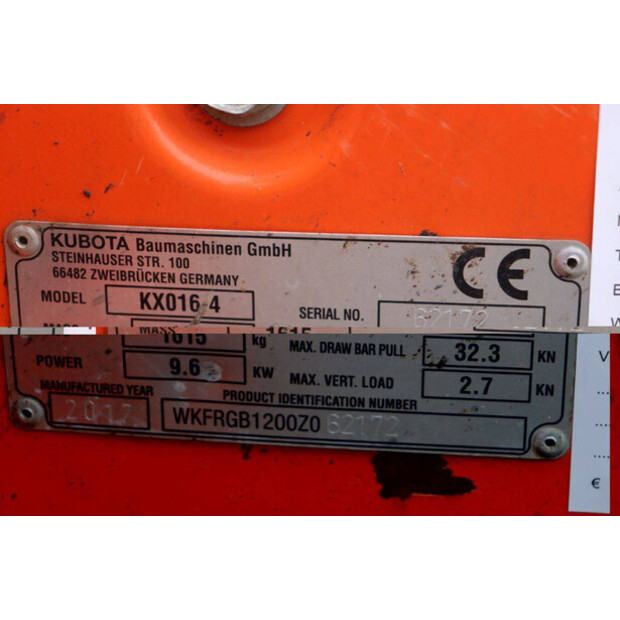 KUBOTA Baumaschinen GmbH
STEINHAUSER STR. 100
66482 ZWEIBRÜCKEN GERMANY
CE
MODEL KX016-4
SERIAL NO. 62172
MASS 1615 kg
MAX. DRAW BAR PULL 32.3 KN
POWER 9.6 KW
MAX. VERT. LOAD 2.7 KN
MANUFACTURED YEAR
2017
PRODUCT IDENTIFICATION NUMBER
WKFRGB1200Z0 62172
€